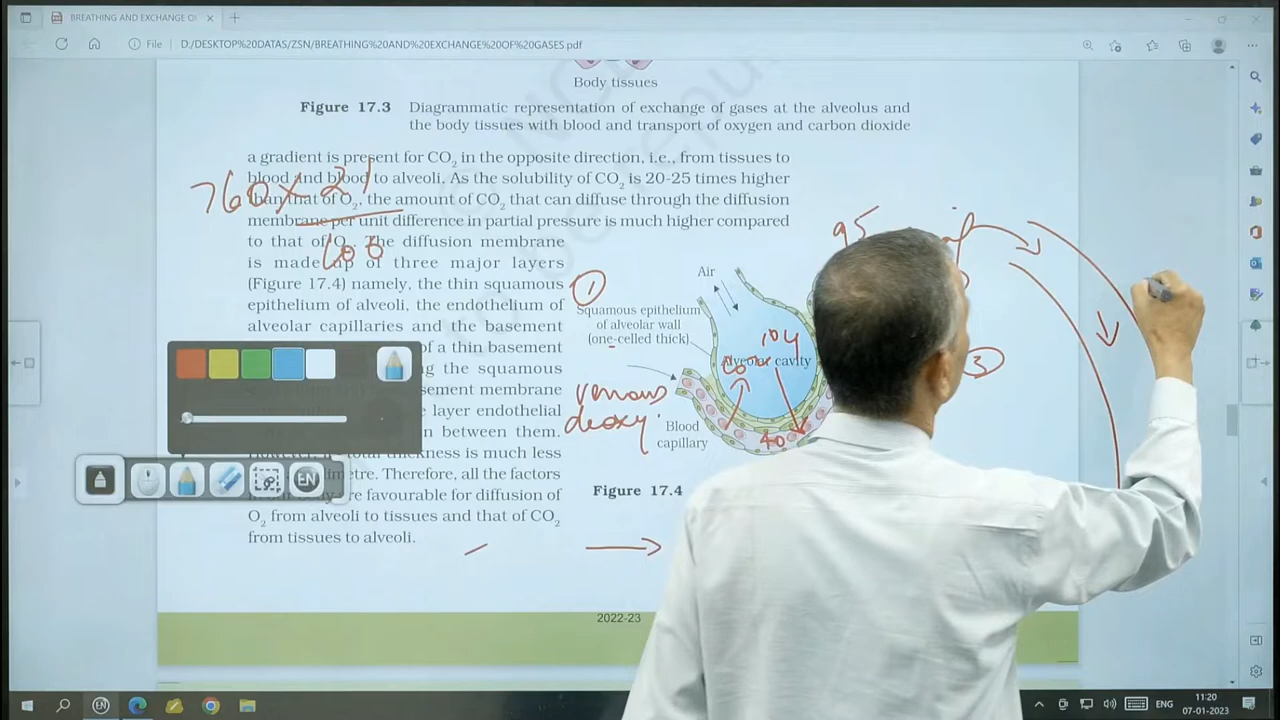 BREATHING AND EXCHANGE O
File
D:/DESKTOP%20DATAS/ZSN/BREATHING%20AND%20EXCHANGE%20OF%20GASES.pdf
Body tissues
Figure 17.3 Diagrammatic representation of exchange of gases at the alveolus and
the body tissues with blood and transport of oxygen and carbon dioxide
a gradient is present for CO2 in the opposite direction, i.e., from tissues to
blood and blood to alveoli. As the solubility of CO2 is 20-25 times higher
than that of O2, the amount of CO2 that can diffuse through the diffusion
membrane per unit difference in partial pressure is much higher compared
to that of O2. The diffusion membrane
is made up of three major layers
(Figure 17.4) namely, the thin squamous
epithelium of alveoli, the endothelium of
alveolar capillaries and the basement
of a thin basement
the squamous
basement membrane
layer endothelial
between them.
thickness is much less
Therefore, all the factors
are favourable for diffusion of
O2 from alveoli to tissues and that of CO2
from tissues to alveoli.
760 X 21
100
95
Air
1
Squamous epithelium
of alveolar wall
(one-celled thick)
104
Alveolar cavity
3
venous
deoxy
Blood
capillary
40
Figure 17.4
EN
2022-23
EN
ENG
11:20
07-01-2023